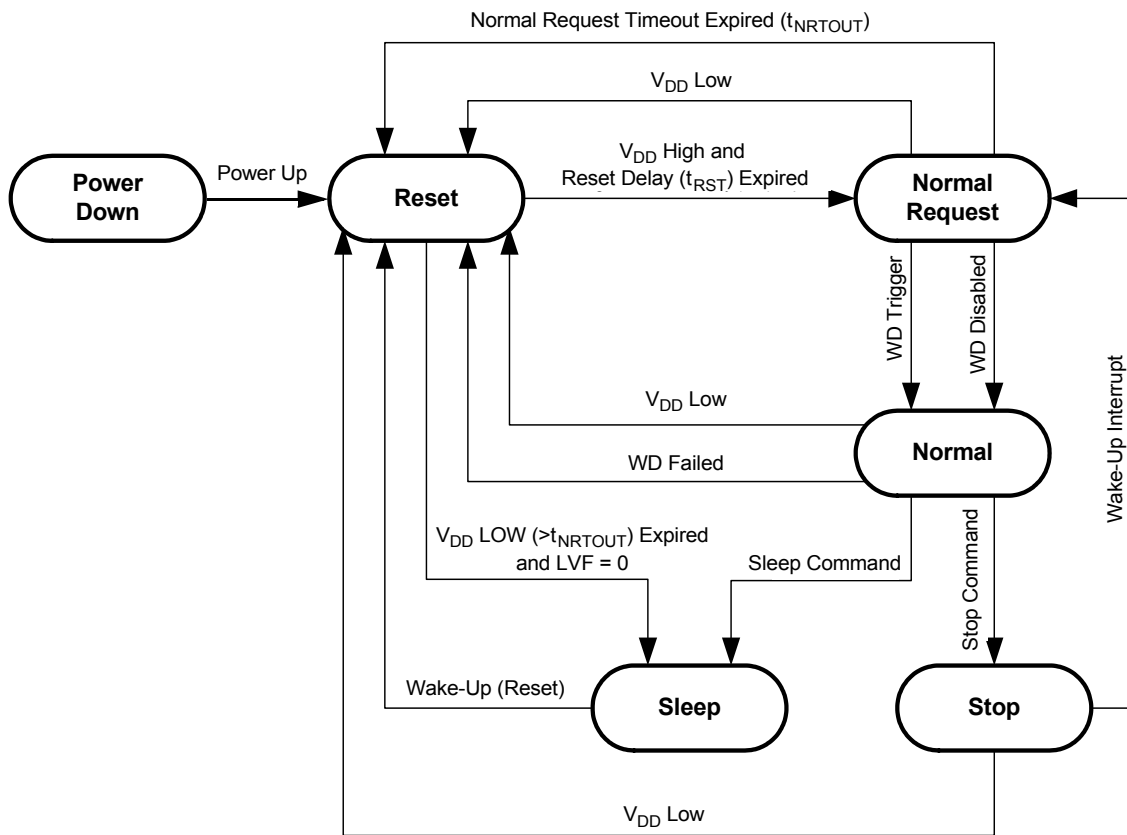 Normal Request Timeout Expired (tNRTOUT)
VDD Low
Power Up
VDD High and
Reset Delay (tRST) Expired
Power
Down
Reset
Normal
Request
WD Trigger
WD Disabled
Wake-Up Interrupt
VDD Low
Normal
WD Failed
VDD LOW (>tNRTOUT) Expired
and LVF = 0
Sleep Command
Stop Command
Wake-Up (Reset)
Sleep
Stop
VDD Low